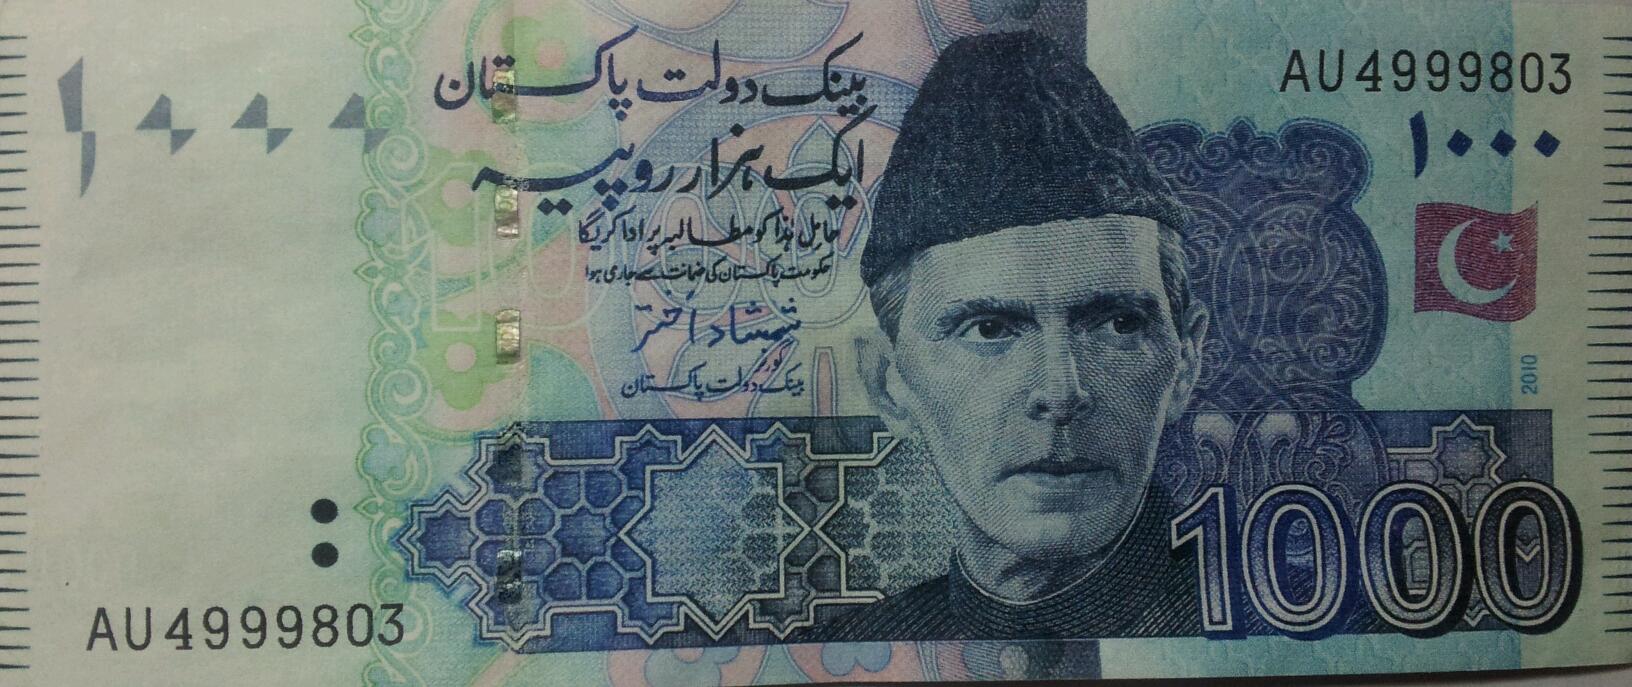 بینک دولت پاکستان
ایک ہزار روپیہ
حامل ہذا کو مطالبہ پر ادا کریگا
حکومت پاکستان کی ضمانت سے جاری ہوا
شمشاد اختر
گورنر
بینک دولت پاکستان
AU4999803
۱۰۰۰
۱۰۰۰
2010
1000
AU4999803